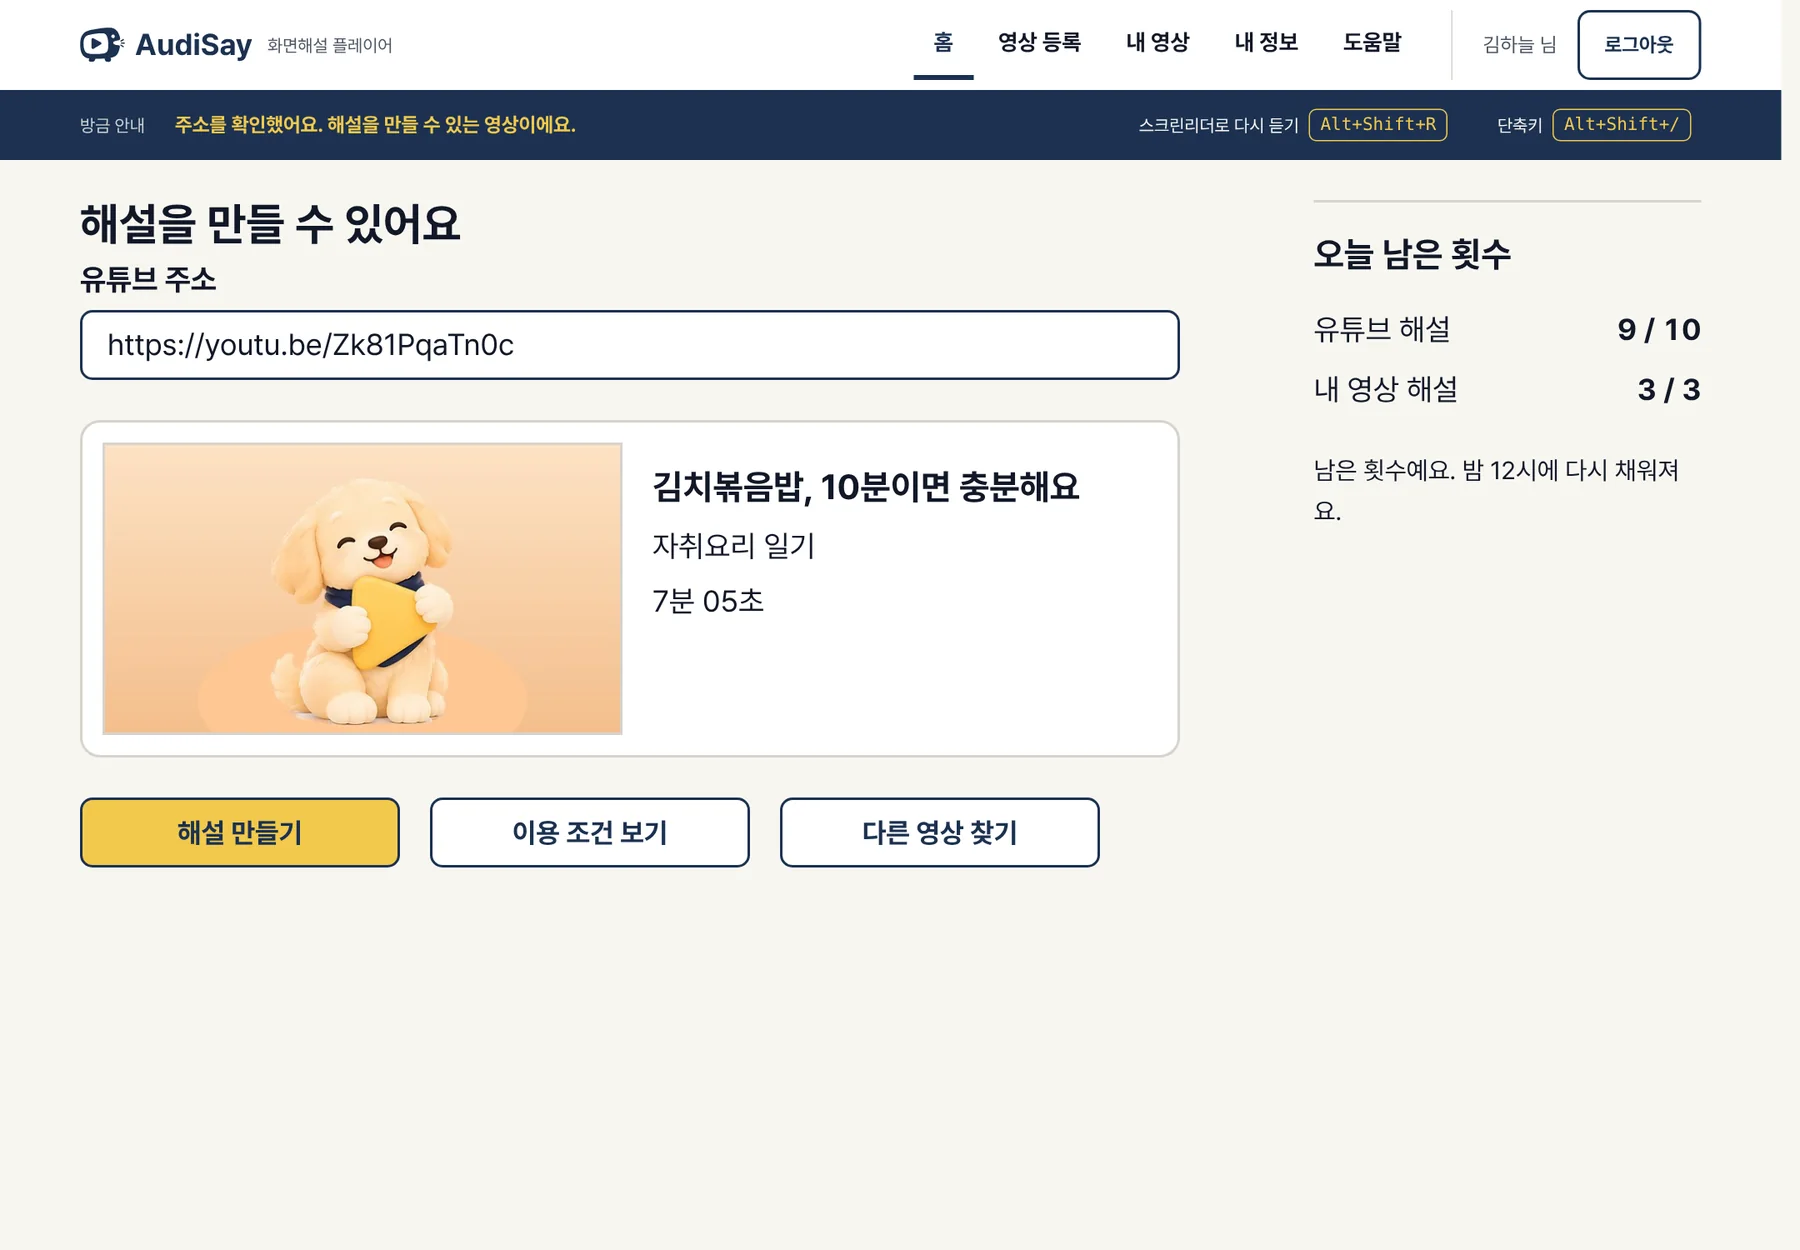 AudiSay 화면해설 플레이어
홈 영상 등록 내 영상 내 정보 도움말 김하늘 님 로그아웃
방금 안내 주소를 확인했어요. 해설을 만들 수 있는 영상이에요. 스크린리더로 다시 듣기 Alt+Shift+R 단축키 Alt+Shift+/
해설을 만들 수 있어요
유튜브 주소
https://youtu.be/Zk81PqaTn0c
김치볶음밥, 10분이면 충분해요
자취요리 일기
7분 05초
해설 만들기 이용 조건 보기 다른 영상 찾기
오늘 남은 횟수
유튜브 해설 9 / 10
내 영상 해설 3 / 3
남은 횟수예요. 밤 12시에 다시 채워져
요.